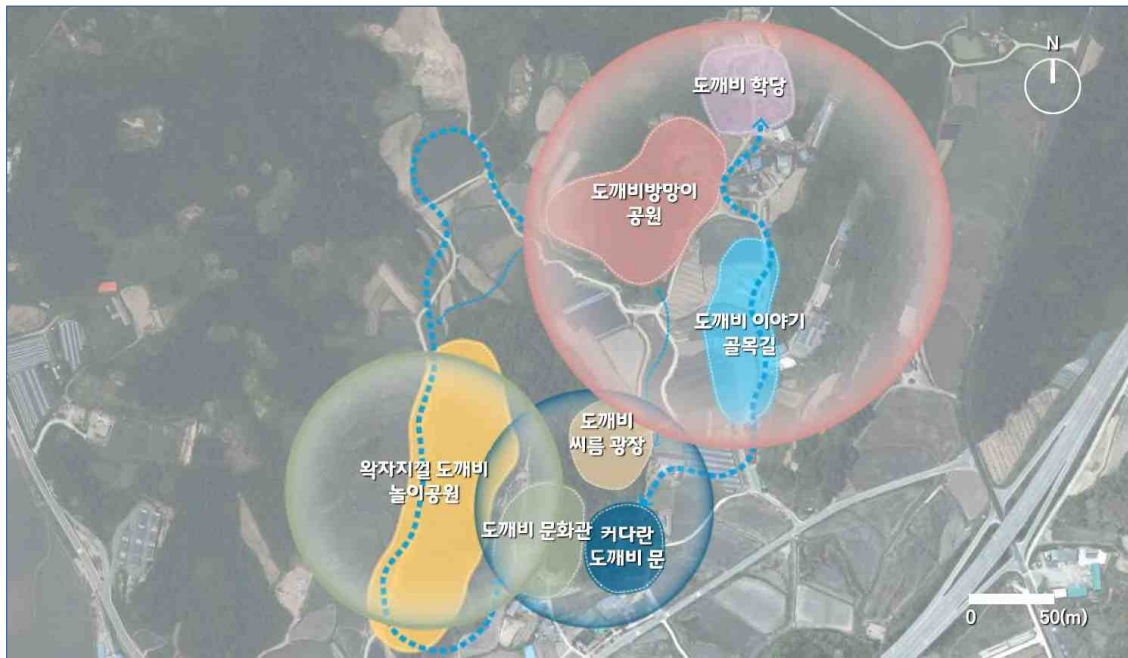 N
도깨비 학당
도깨비방망이
공원
도깨비 이야기
골목길
도깨비
씨름 광장
왁자지껄 도깨비
놀이공원
도깨비 문화관
커다란
도깨비 문
0 50(m)